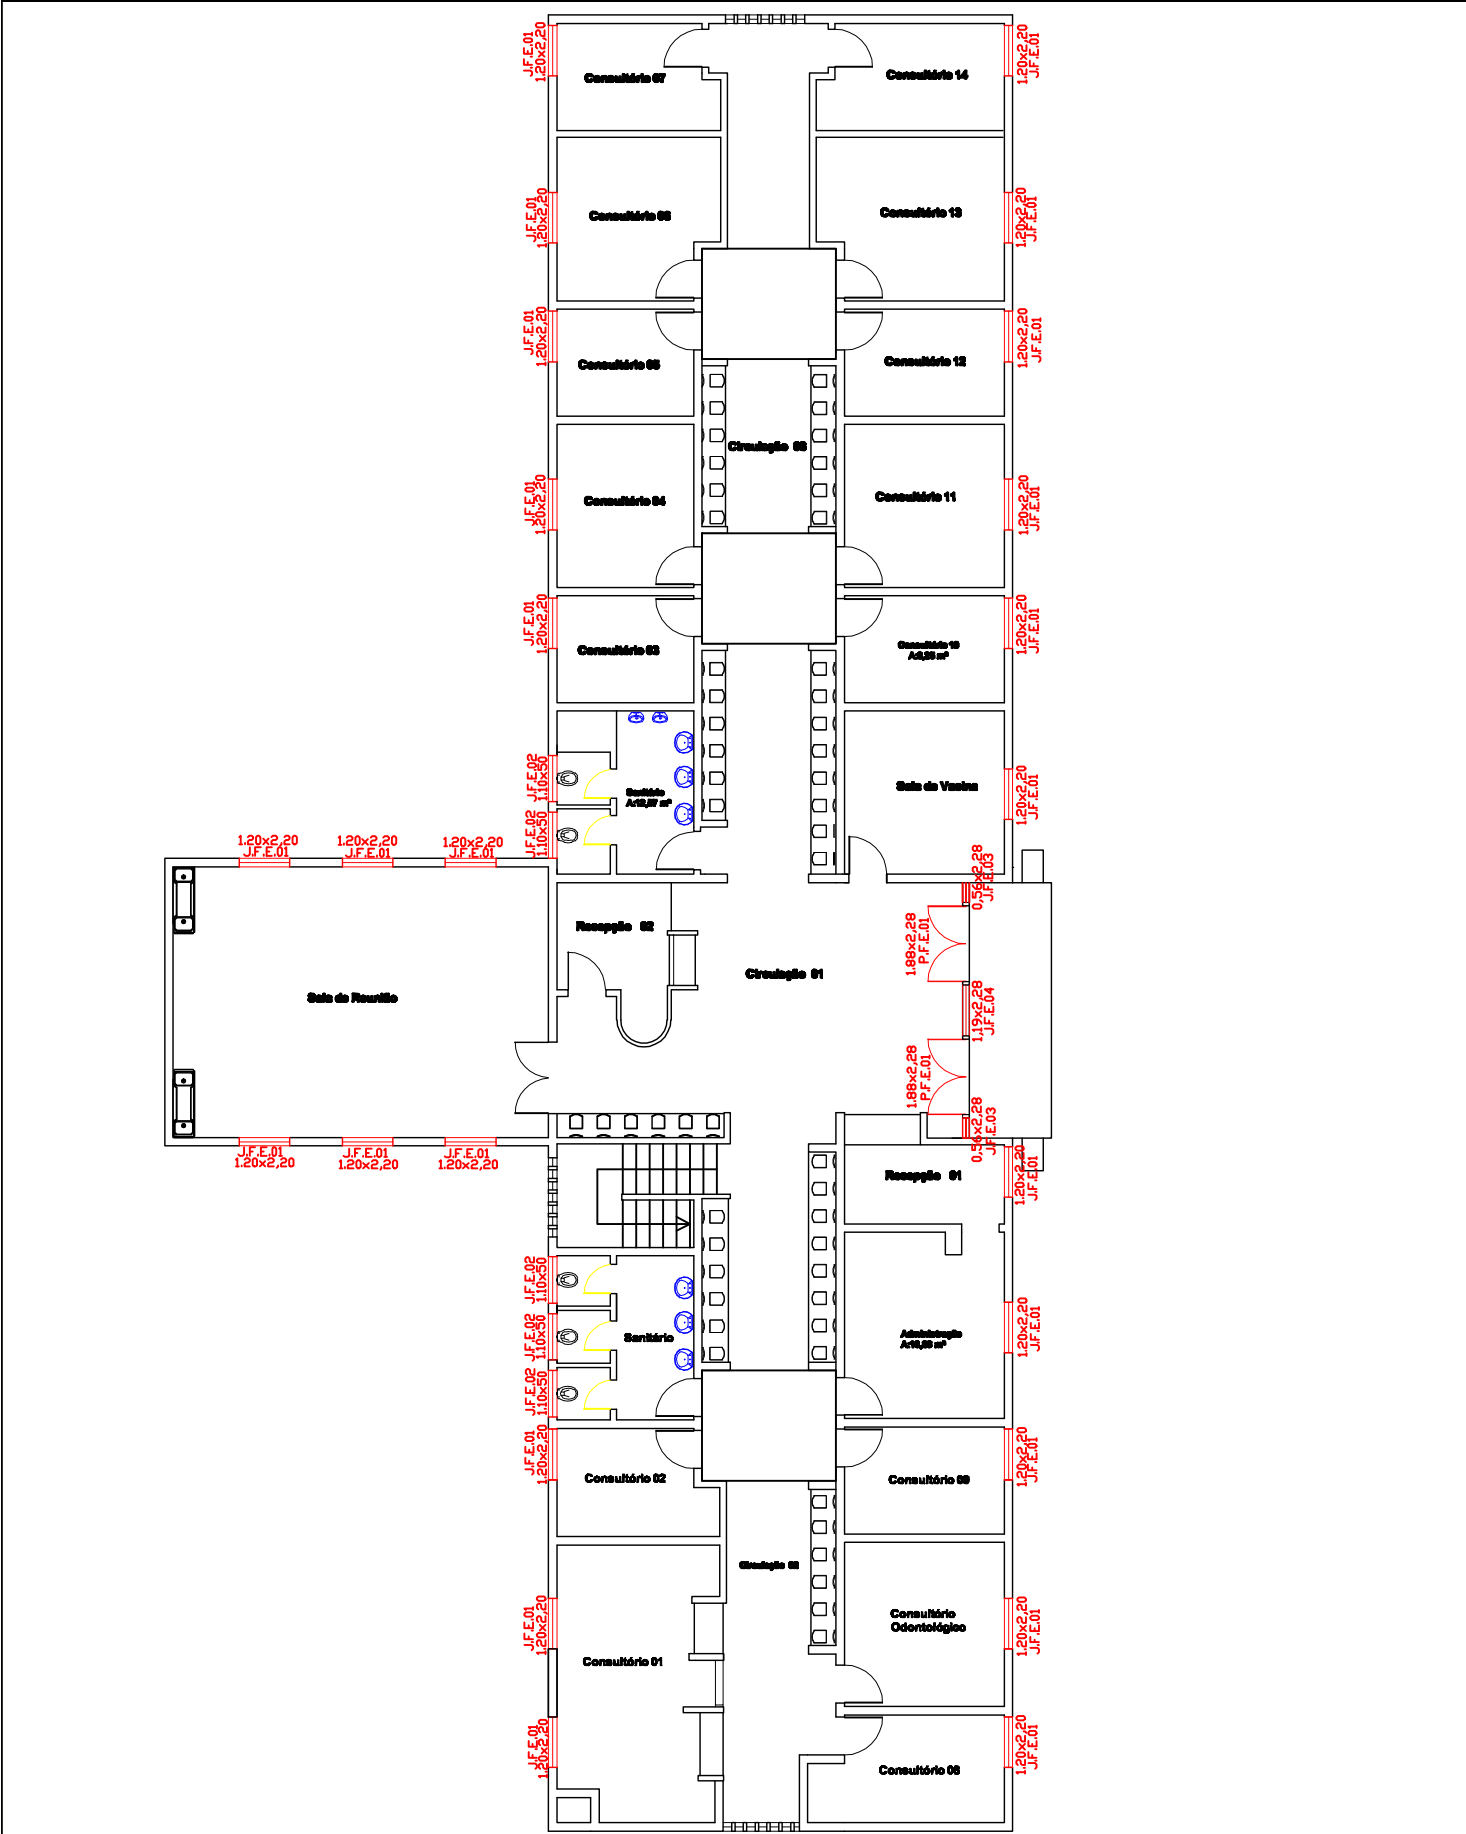 J.F.E.01
1.20x2,20
Consultório 07
Consultório 14
1.20x2,20
J.F.E.01
J.F.E.01
1.20x2,20
Consultório 06
Consultório 13
1.20x2,20
J.F.E.01
J.F.E.01
1.20x2,20
Consultório 05
Consultório 12
1.20x2,20
J.F.E.01
Circulação 03
J.F.E.01
1.20x2,20
Consultório 04
Consultório 11
1.20x2,20
J.F.E.01
J.F.E.01
1.20x2,20
Consultório 03
Consultório 10
1.20x2,20
J.F.E.01
J.F.E.02
1.10x50
Sanitário
Sala de Vacina
1.20x2,20
J.F.E.01
J.F.E.02
1.10x50
1.20x2,20
J.F.E.01
1.20x2,20
J.F.E.01
1.20x2,20
J.F.E.01
0,56x2,28
J.F.E.03
Recepção 02
1.88x2,28
P.F.E.01
Circulação 01
Sala de Reunião
1,19x2,28
J.F.E.04
1.88x2,28
P.F.E.01
0,56x2,28
J.F.E.03
J.F.E.01
1.20x2,20
J.F.E.01
1.20x2,20
J.F.E.01
1.20x2,20
Recepção 01
1.20x2,20
J.F.E.01
J.F.E.02
1.10x50
J.F.E.02
1.10x50
Sanitário
Administração
1.20x2,20
J.F.E.01
J.F.E.02
1.10x50
J.F.E.01
1.20x2,20
Consultório 02
Consultório 09
1.20x2,20
J.F.E.01
Circulação 02
J.F.E.01
1.20x2,20
Consultório
Odontológico
1.20x2,20
J.F.E.01
Consultório 01
J.F.E.01
1.20x2,20
Consultório 08
1.20x2,20
J.F.E.01